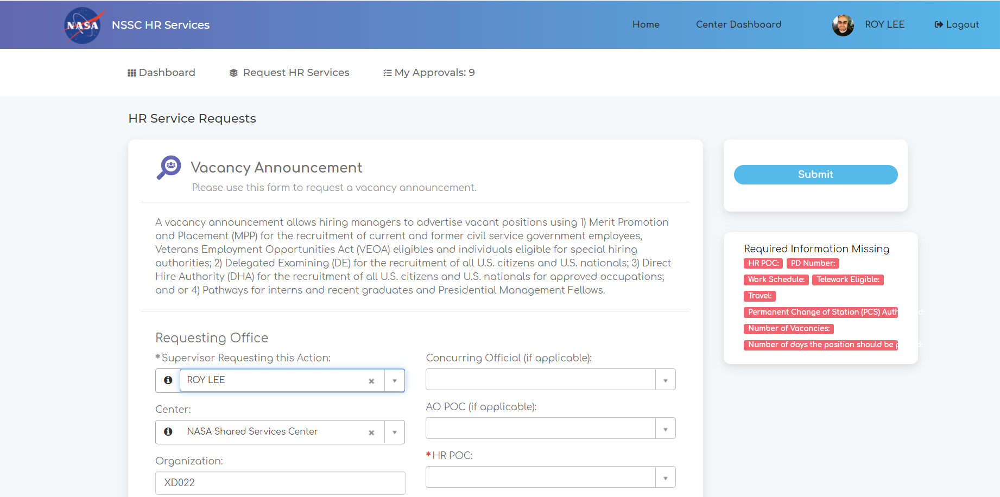 NASA
NSSC HR Services
Home
Center Dashboard
ROY LEE
Logout
Dashboard
Request HR Services
My Approvals: 9
HR Service Requests
Vacancy Announcement
Please use this form to request a vacancy announcement.
A vacancy announcement allows hiring managers to advertise vacant positions using 1) Merit Promotion
and Placement (MPP) for the recruitment of current and former civil service government employees,
Veterans Employment Opportunities Act (VEOA) eligibles and individuals eligible for special hiring
authorities; 2) Delegated Examining (DE) for the recruitment of all U.S. citizens and U.S. nationals; 3) Direct
Hire Authority (DHA) for the recruitment of all U.S. citizens and U.S. nationals for approved occupations;
and or 4) Pathways for interns and recent graduates and Presidential Management Fellows.
Requesting Office
*Supervisor Requesting this Action:
ROY LEE
Center:
NASA Shared Services Center
Organization:
XD022
Concurring Official (if applicable):
AO POC (if applicable):
*HR POC:
Submit
Required Information Missing
HR POC: PD Number:
Work Schedule: Telework Eligible:
Travel:
Permanent Change of Station (PCS)
Number of Vacancies:
Number of days the position should be